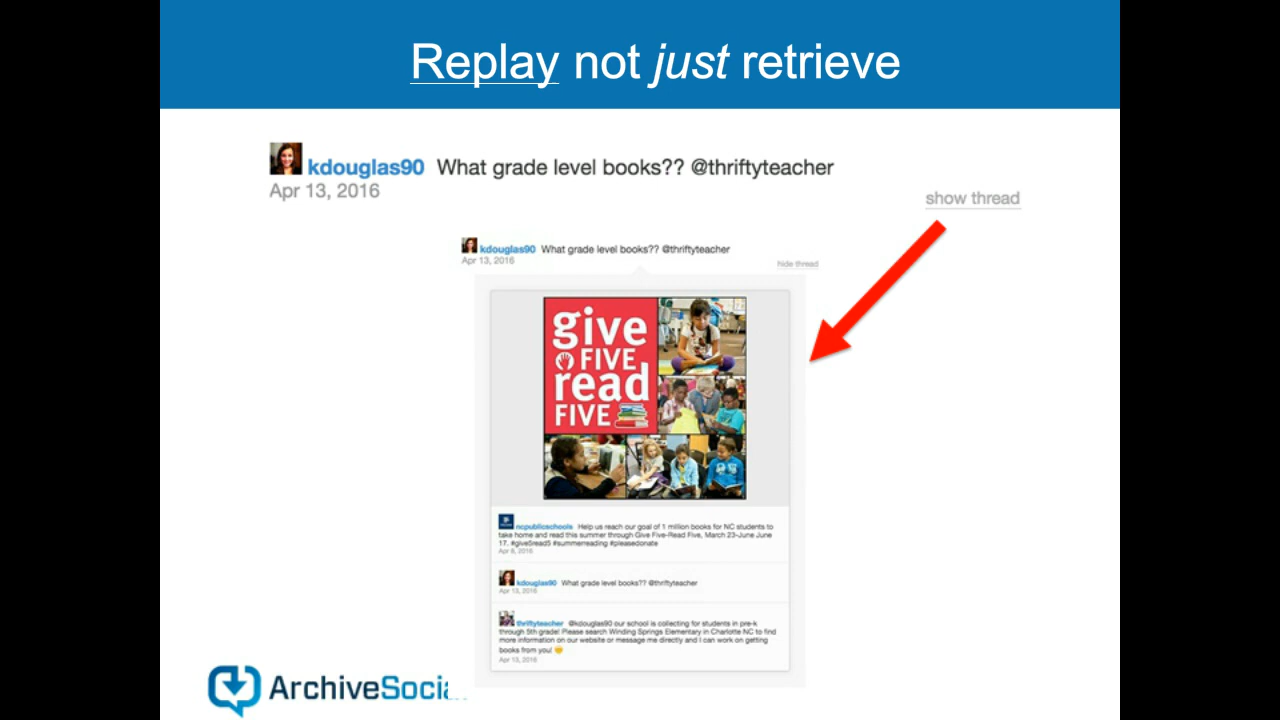 Replay not just retrieve
kdouglas90 What grade level books?? @thriftyteacher
Apr 13, 2016
show thread
kdouglas90 What grade level books?? @thriftyteacher
Apr 13, 2016
hide thread
give
FIVE
read
FIVE
ncpublicschools Help us reach our goal of 1 million books for NC students to
take home and read this summer through Give Five-Read Five, March 23-June June
17. #give5read5 #summerreading #pleasedonate
Apr 6, 2016
kdouglas90 What grade level books?? @thriftyteacher
Apr 13, 2016
thriftyteacher @kdouglas90 our school is collecting for students in pre-k
through 5th grade! Please search Winding Springs Elementary in Charlotte NC to find
more information on our website or message me directly and I can work on getting
books from you! 😊
Apr 13, 2016
ArchiveSocia